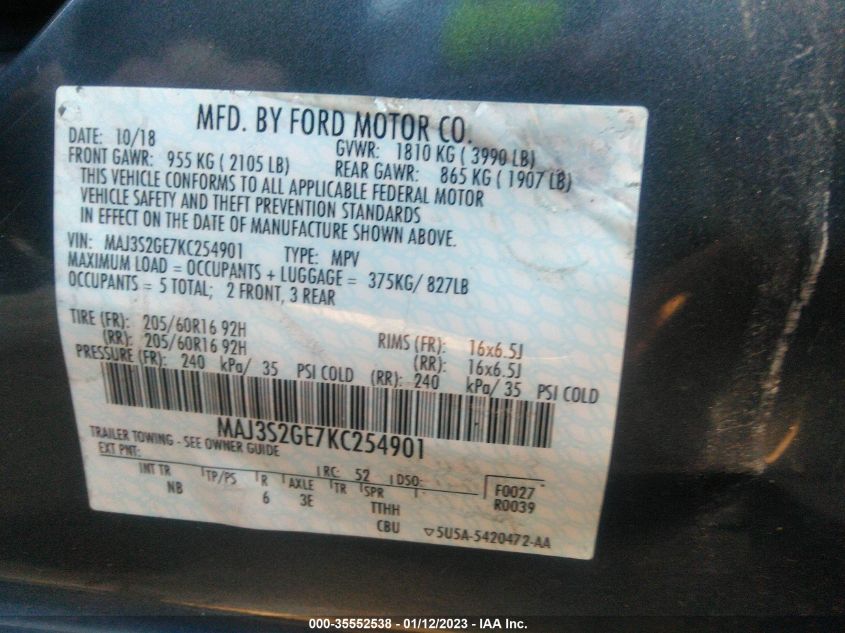 MFD. BY FORD MOTOR CO.
DATE: 10/18 GVWR: 1810 KG ( 3990 LB)
FRONT GAWR: 955 KG ( 2105 LB) REAR GAWR: 865 KG ( 1907 LB)
THIS VEHICLE CONFORMS TO ALL APPLICABLE FEDERAL MOTOR
VEHICLE SAFETY AND THEFT PREVENTION STANDARDS
IN EFFECT ON THE DATE OF MANUFACTURE SHOWN ABOVE.
VIN: MAJ3S2GE7KC254901 TYPE: MPV
MAXIMUM LOAD = OCCUPANTS + LUGGAGE = 375KG/ 827LB
OCCUPANTS = 5 TOTAL; 2 FRONT, 3 REAR
TIRE (FR): 205/60R16 92H RIMS (FR): 16x6.5J
(RR): 205/60R16 92H (RR): 16x6.5J
PRESSURE (FR): 240 kPa/ 35 PSI COLD (RR): 240 kPa/ 35 PSI COLD
MAJ3S2GE7KC254901
TRAILER TOWING - SEE OWNER GUIDE
EXT PNT: RC: 52 DSO: F0027
INT TR TP/PS R AXLE TR SPR R0039
NB 6 3E TTHH
CBU ▽5U5A-5420472-AA
000-35552538 - 01/12/2023 - IAA Inc.